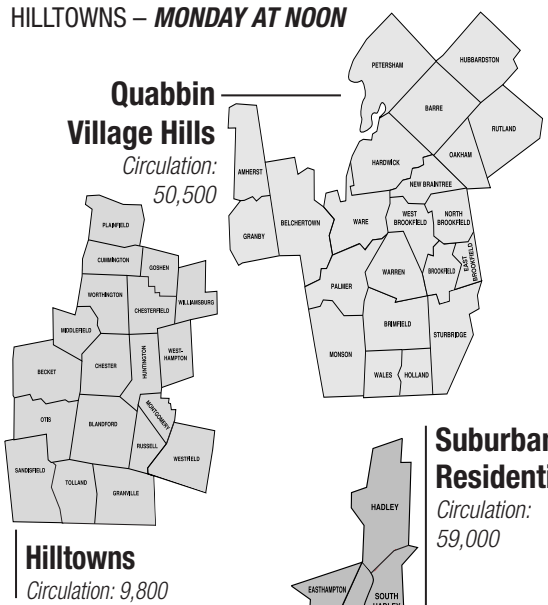 HILLTOWNS – MONDAY AT NOON
Quabbin
Village Hills
Circulation:
50,500
PETERSHAM
HUBBARDSTON
BARRE
RUTLAND
HARDWICK
OAKHAM
NEW BRAINTREE
AMHERST
GRANBY
BELCHERTOWN
WARE
WEST
BROOKFIELD
NORTH
BROOKFIELD
PALMER
WARREN
BROOKFIELD
EAST
BROOKFIELD
BRIMFIELD
STURBRIDGE
MONSON
WALES
HOLLAND
PLAINFIELD
CUMMINGTON
GOSHEN
WORTHINGTON
CHESTERFIELD
WILLIAMSBURG
MIDDLEFIELD
BECKET
CHESTER
HUNTINGTON
WEST-
HAMPTON
OTIS
BLANDFORD
MONTGOMERY
RUSSELL
WESTFIELD
SANDISFIELD
TOLLAND
GRANVILLE
Hilltowns
Circulation: 9,800
Suburban
Residenti
Circulation:
59,000
HADLEY
EASTHAMPTON
SOUTH
HADLEY